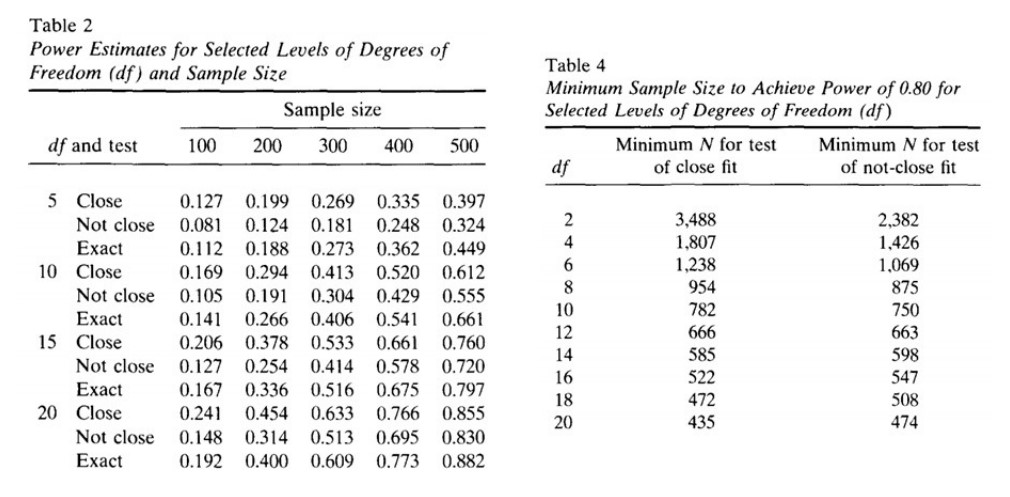 Table 2
Power Estimates for Selected Levels of Degrees of
Freedom (df) and Sample Size
Sample size
df and test 100 200 300 400 500
5 Close 0.127 0.199 0.269 0.335 0.397
Not close 0.081 0.124 0.181 0.248 0.324
Exact 0.112 0.188 0.273 0.362 0.449
10 Close 0.169 0.294 0.413 0.520 0.612
Not close 0.105 0.191 0.304 0.429 0.555
Exact 0.141 0.266 0.406 0.541 0.661
15 Close 0.206 0.378 0.533 0.661 0.760
Not close 0.127 0.254 0.414 0.578 0.720
Exact 0.167 0.336 0.516 0.675 0.797
20 Close 0.241 0.454 0.633 0.766 0.855
Not close 0.148 0.314 0.513 0.695 0.830
Exact 0.192 0.400 0.609 0.773 0.882
Table 4
Minimum Sample Size to Achieve Power of 0.80 for
Selected Levels of Degrees of Freedom (df)
Minimum N for test Minimum N for test
df of close fit of not-close fit
2 3,488 2,382
4 1,807 1,426
6 1,238 1,069
8 954 875
10 782 750
12 666 663
14 585 598
16 522 547
18 472 508
20 435 474